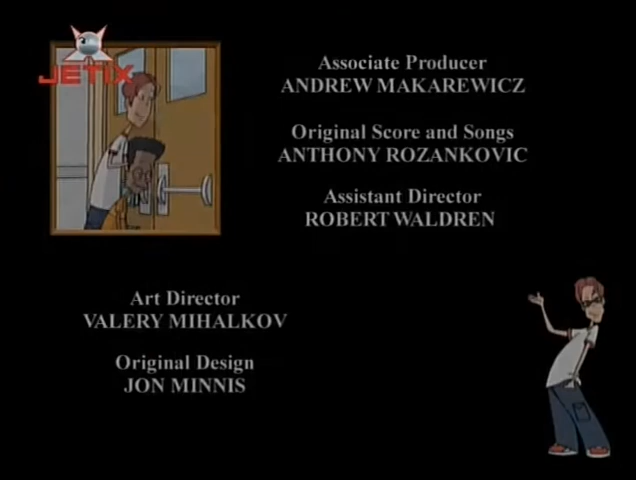 JETIX
Associate Producer
ANDREW MAKAREWICZ
Original Score and Songs
ANTHONY ROZANKOVIC
Assistant Director
ROBERT WALDREN
Art Director
VALERY MIHALKOV
Original Design
JON MINNIS